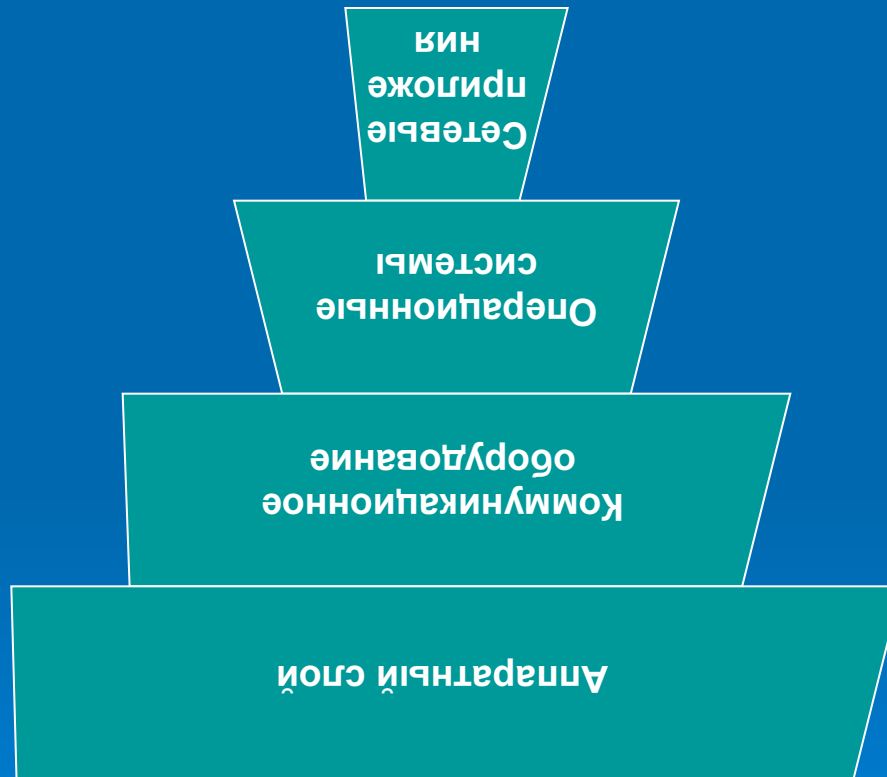 Аппаратный слой
Коммуникационное
оборудование
Операционные
системы
Сетевые
приложе
ния